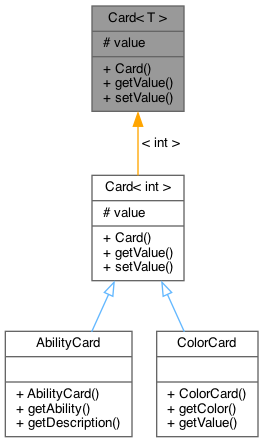 Card< T >
# value
+ Card()
+ getValue()
+ setValue()
< int >
Card< int >
# value
+ Card()
+ getValue()
+ setValue()
AbilityCard
+ AbilityCard()
+ getAbility()
+ getDescription()
ColorCard
+ ColorCard()
+ getColor()
+ getValue()